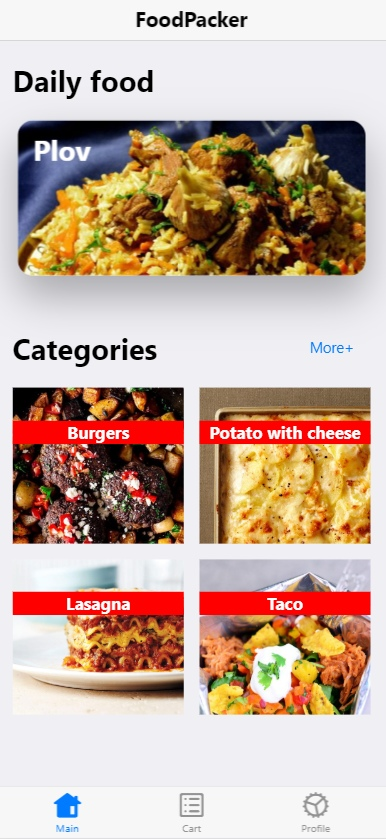 FoodPacker
Daily food
Plov
Categories
More+
Burgers
Potato with cheese
Lasagna
Taco
Main
Cart
Profile